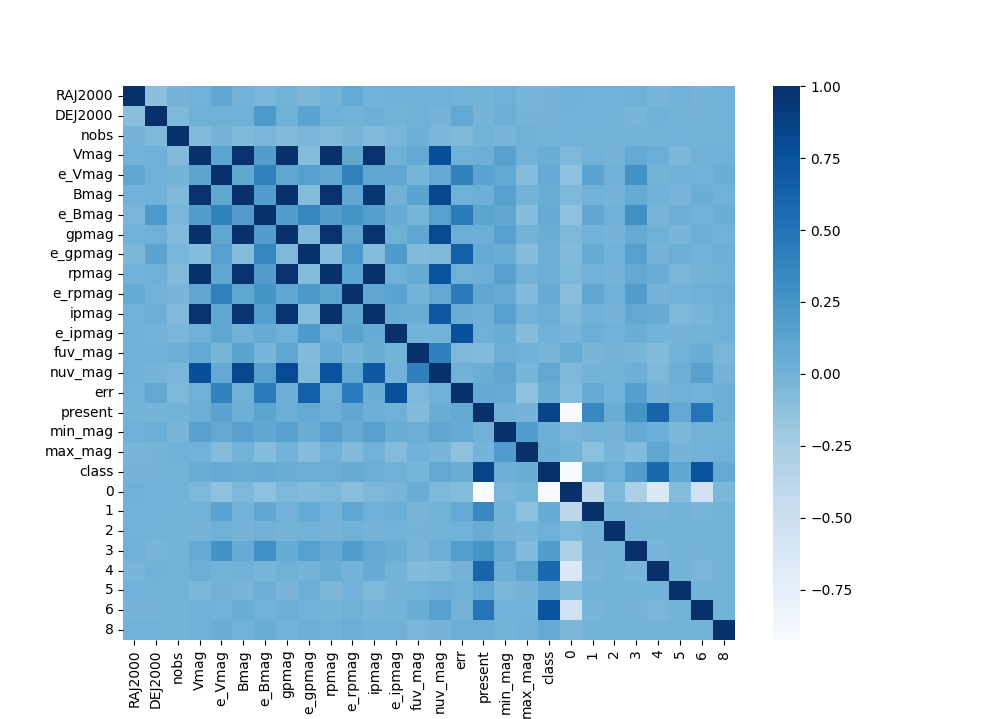 RAJ2000
DEJ2000
nobs
Vmag
e_Vmag
Bmag
e_Bmag
gpmag
e_gpmag
rpmag
e_rpmag
ipmag
e_ipmag
fuv_mag
nuv_mag
err
present
min_mag
max_mag
class
0
1
2
3
4
5
6
8
RAJ2000
DEJ2000
nobs
Vmag
e_Vmag
Bmag
e_Bmag
gpmag
e_gpmag
rpmag
e_rpmag
ipmag
e_ipmag
fuv_mag
nuv_mag
err
present
min_mag
max_mag
class
0
1
2
3
4
5
6
8
1.00
0.75
0.50
0.25
0.00
−0.25
−0.50
−0.75